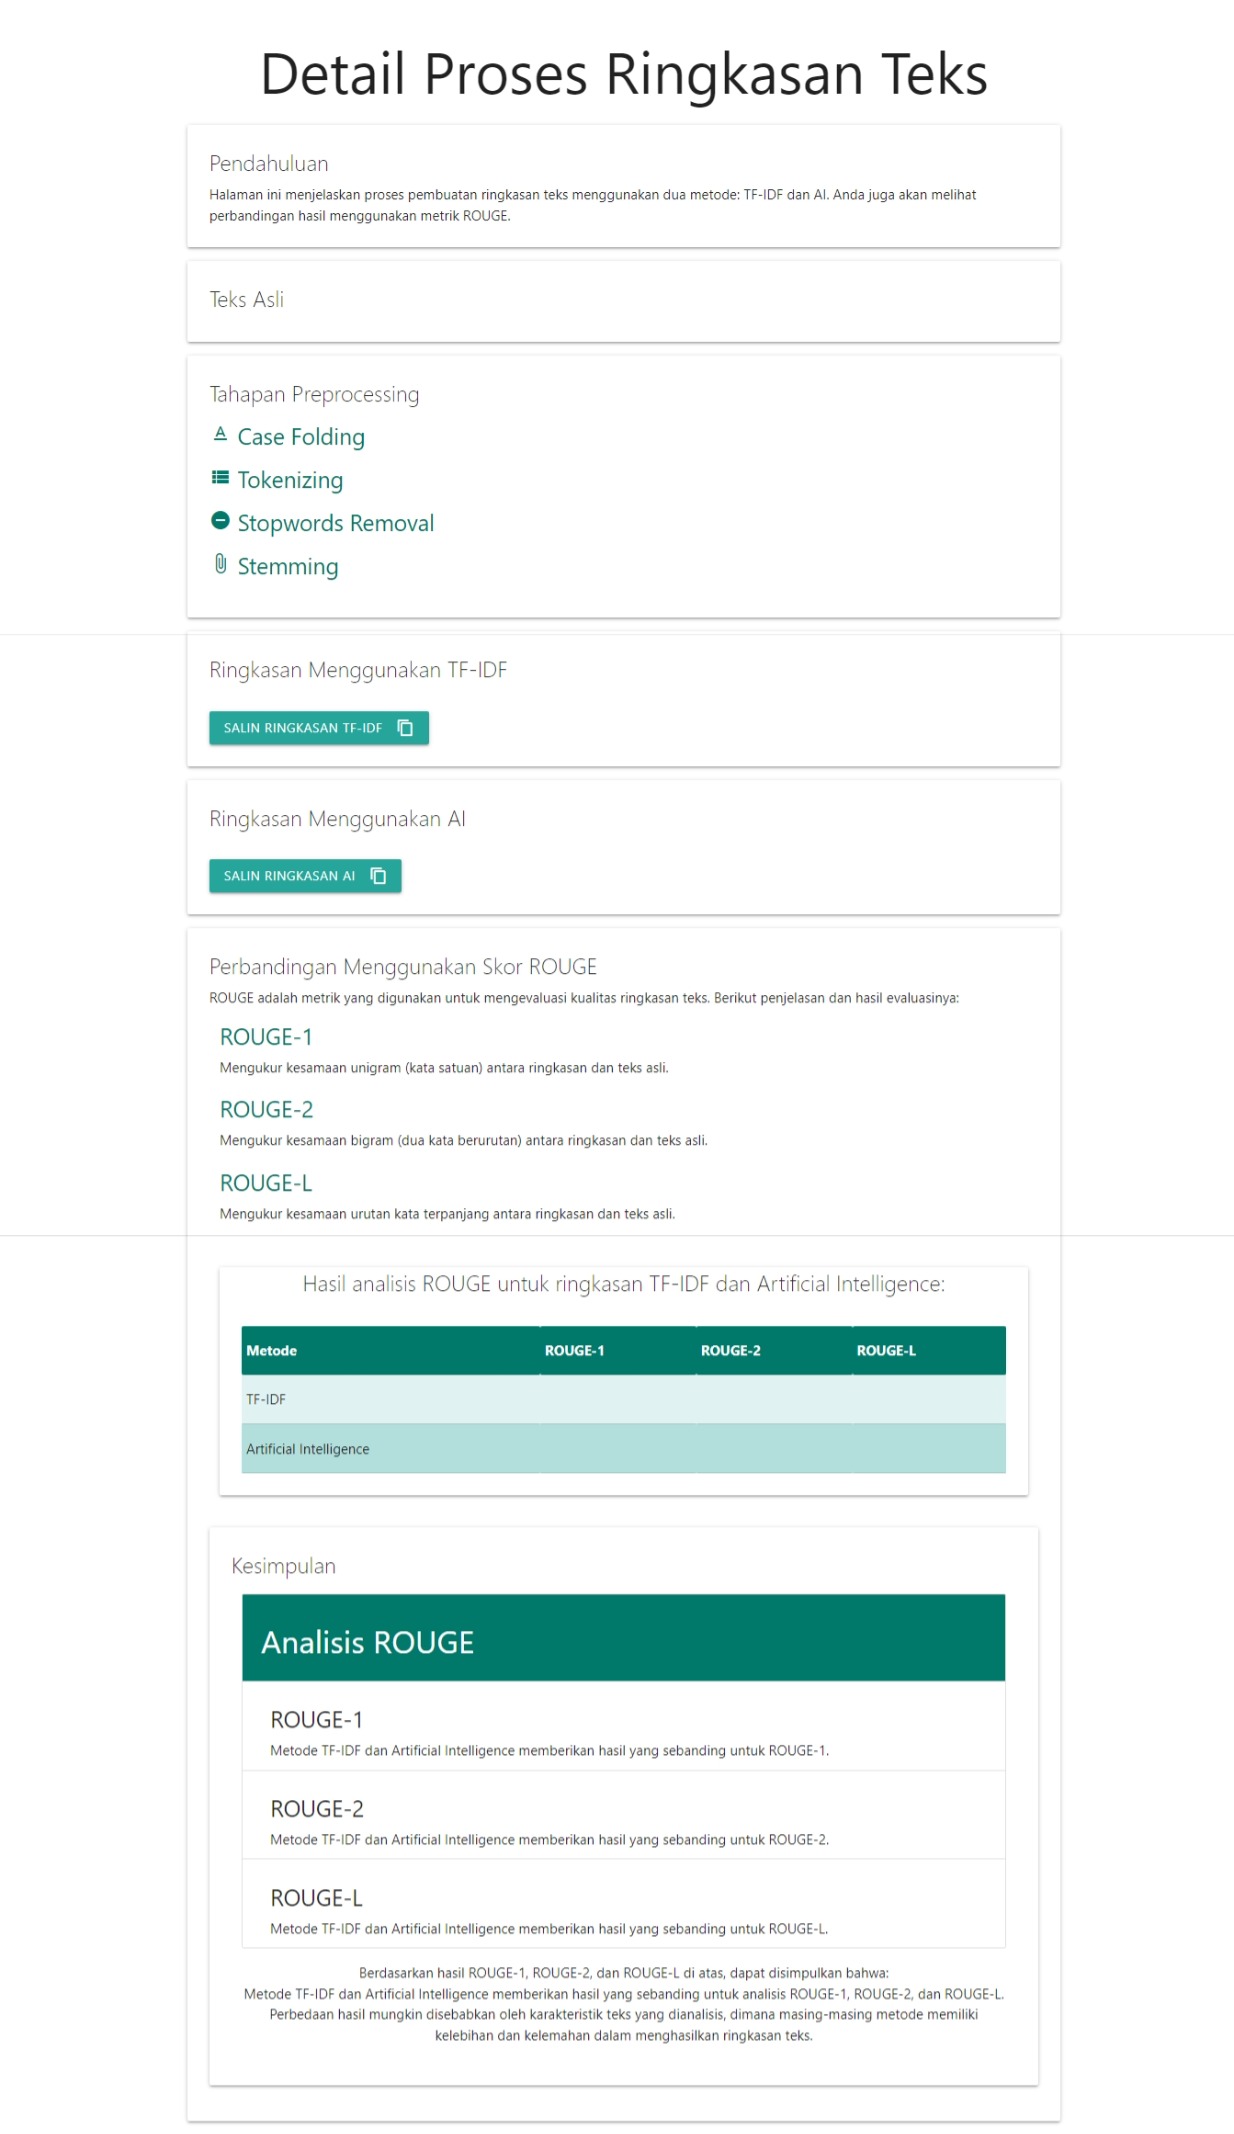 Detail Proses Ringkasan Teks
Pendahuluan
Halaman ini menjelaskan proses pembuatan ringkasan teks menggunakan dua metode: TF-IDF dan AI. Anda juga akan melihat
perbandingan hasil menggunakan metrik ROUGE.
Teks Asli
Tahapan Preprocessing
Case Folding
Tokenizing
Stopwords Removal
Stemming
Ringkasan Menggunakan TF-IDF
SALIN RINGKASAN TF-IDF
Ringkasan Menggunakan AI
SALIN RINGKASAN AI
Perbandingan Menggunakan Skor ROUGE
ROUGE adalah metrik yang digunakan untuk mengevaluasi kualitas ringkasan teks. Berikut penjelasan dan hasil evaluasinya:
ROUGE-1
Mengukur kesamaan unigram (kata satuan) antara ringkasan dan teks asli.
ROUGE-2
Mengukur kesamaan bigram (dua kata berurutan) antara ringkasan dan teks asli.
ROUGE-L
Mengukur kesamaan urutan kata terpanjang antara ringkasan dan teks asli.
Hasil analisis ROUGE untuk ringkasan TF-IDF dan Artificial Intelligence:
Metode ROUGE-1 ROUGE-2 ROUGE-L
TF-IDF
Artificial Intelligence
Kesimpulan
Analisis ROUGE
ROUGE-1
Metode TF-IDF dan Artificial Intelligence memberikan hasil yang sebanding untuk ROUGE-1.
ROUGE-2
Metode TF-IDF dan Artificial Intelligence memberikan hasil yang sebanding untuk ROUGE-2.
ROUGE-L
Metode TF-IDF dan Artificial Intelligence memberikan hasil yang sebanding untuk ROUGE-L.
Berdasarkan hasil ROUGE-1, ROUGE-2, dan ROUGE-L di atas, dapat disimpulkan bahwa:
Metode TF-IDF dan Artificial Intelligence memberikan hasil yang sebanding untuk analisis ROUGE-1, ROUGE-2, dan ROUGE-L.
Perbedaan hasil mungkin disebabkan oleh karakteristik teks yang dianalisis, dimana masing-masing metode memiliki
kelebihan dan kelemahan dalam menghasilkan ringkasan teks.